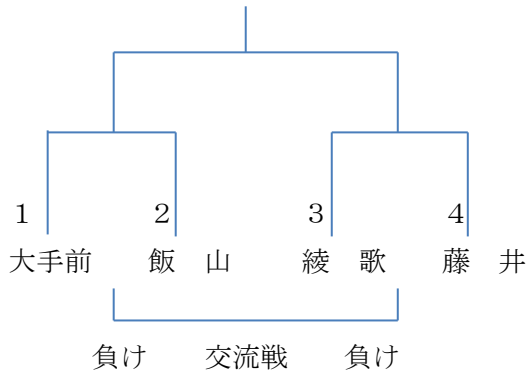 １ ２ ３ ４
大手前 飯 山 綾 歌 藤 井
負け 交流戦 負け